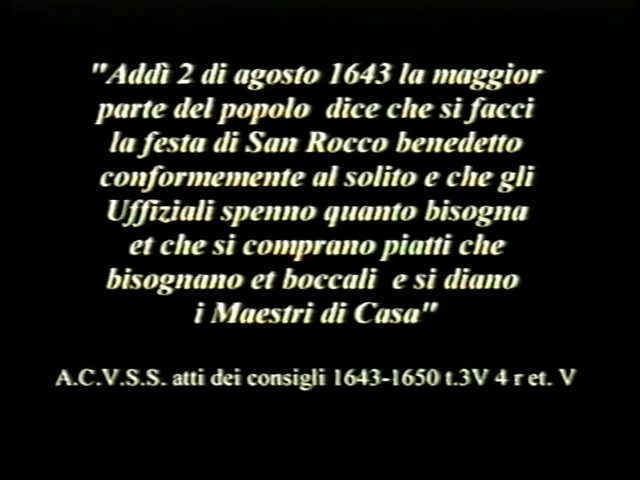 "Addì 2 di agosto 1643 la maggior
parte del popolo dice che si facci
la festa di San Rocco benedetto
conformemente al solito e che gli
Uffiziali spenno quanto bisogna
et che si comprano piatti che
bisognano et boccali e si diano
i Maestri di Casa"
A.C.V.S.S. atti dei consigli 1643-1650 t.3V 4 r et. V